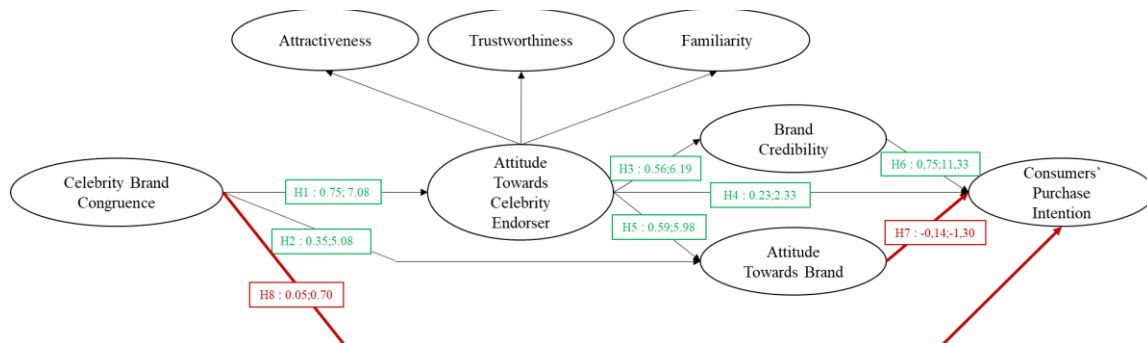 Attractiveness
Trustworthiness
Familiarity
Brand
Credibility
Attitude
Towards
Celebrity
Endorser
Celebrity Brand
Congruence
Consumers'
Purchase
Intention
Attitude
Towards Brand
H1 : 0.75; 7.08
H2 : 0.35;5.08
H3 : 0.56;6.19
H4 : 0.23;2.33
H5 : 0.59;5.98
H6 : 0,75;11,33
H7 : -0,14;-1,30
H8 : 0.05;0.70